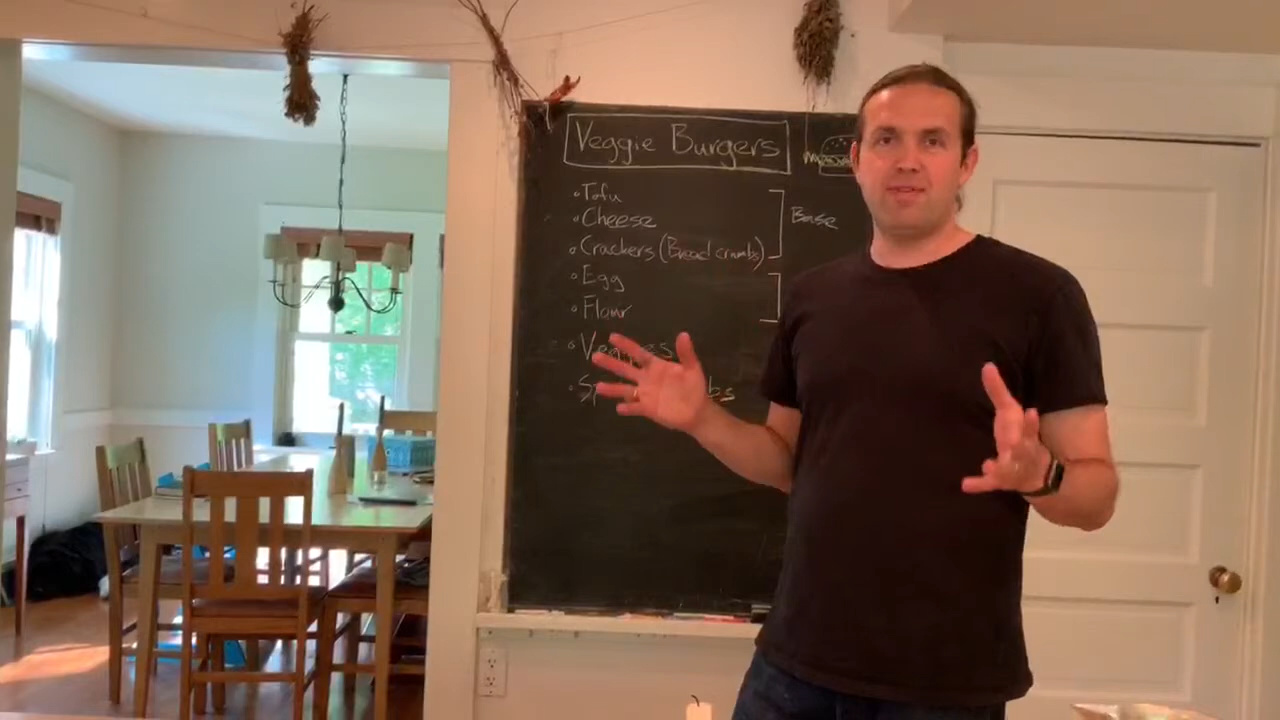 Veggie Burgers
• Tofu
• Cheese
• Crackers (Bread crumbs)
Base
• Egg
• Flour